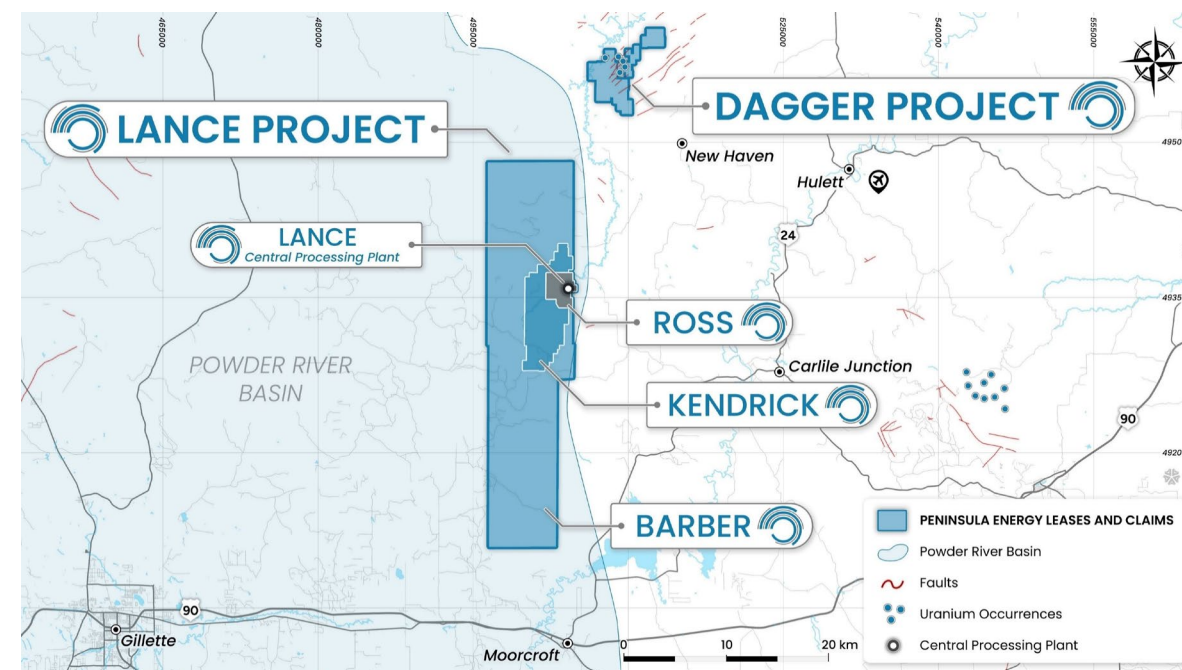 465000
480000
495000
525000
540000
555000
LANCE PROJECT
DAGGER PROJECT
4950
New Haven
Hulett
LANCE
Central Processing Plant
24
4935
ROSS
POWDER RIVER
BASIN
Carlile Junction
KENDRICK
90
4920
BARBER
PENINSULA ENERGY LEASES AND CLAIMS
Powder River Basin
Faults
Uranium Occurrences
Central Processing Plant
90
Gillette
Moorcroft
0 10 20 km